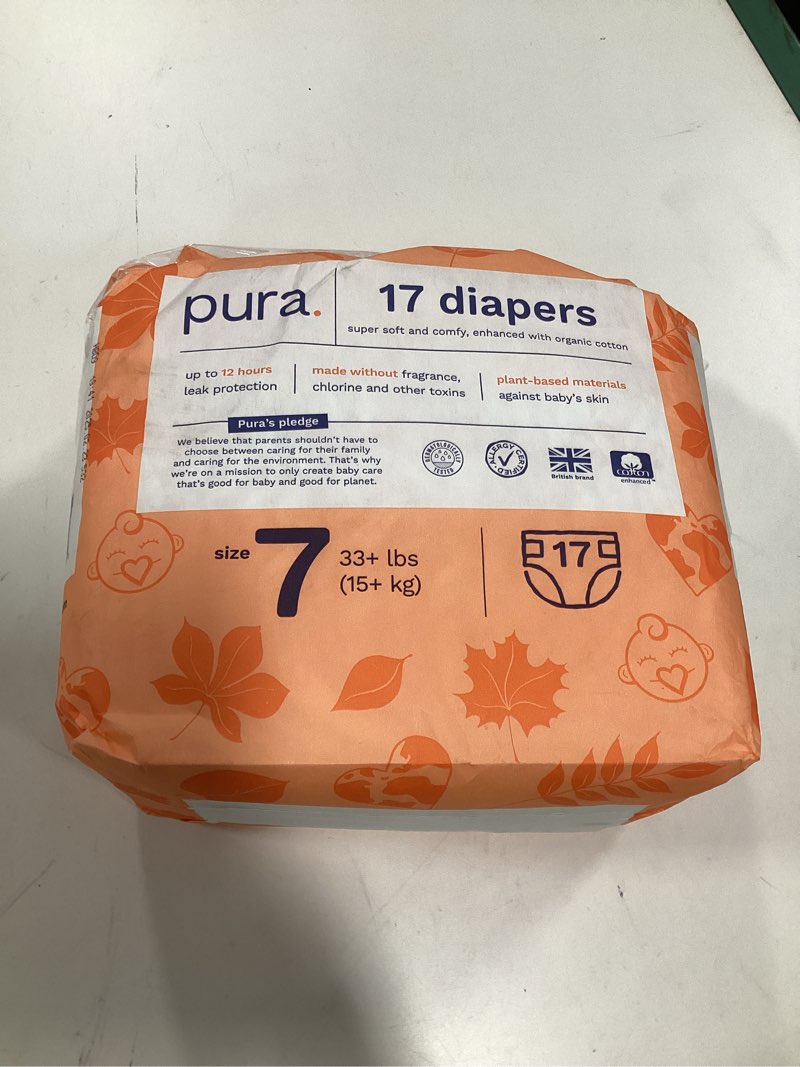 pura.
17 diapers
super soft and comfy, enhanced with organic cotton
up to 12 hours
leak protection
made without fragrance,
chlorine and other toxins
plant-based materials
against baby's skin
Pura's pledge
We believe that parents shouldn't have to
choose between caring for their family
and caring for the environment. That's why
we're on a mission to only create baby care
that's good for baby and good for planet.
DERMATOLOGICALLY
TESTED
ALLERGY
CERTIFIED
British brand
cotton
enhanced™
size 7 33+ lbs
(15+ kg)
17